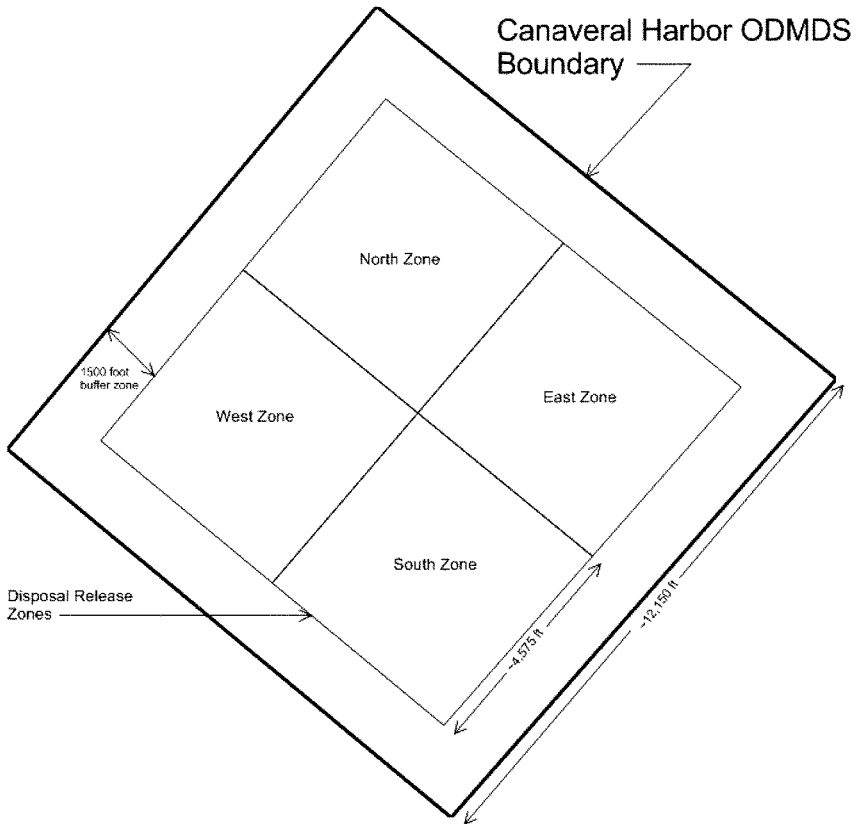 Canaveral Harbor ODMDS
Boundary
North Zone
1500 foot
buffer zone
West Zone
East Zone
South Zone
Disposal Release
Zones
~4,575 ft
~12,150 ft